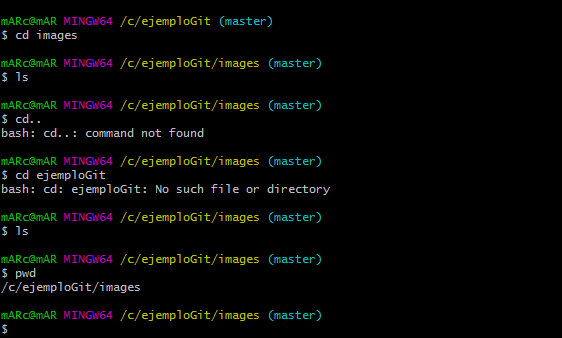 mARc@mAR MINGW64 /c/ejemploGit (master)
$ cd images
mARc@mAR MINGW64 /c/ejemploGit/images (master)
$ ls
mARc@mAR MINGW64 /c/ejemploGit/images (master)
$ cd..
bash: cd..: command not found
mARc@mAR MINGW64 /c/ejemploGit/images (master)
$ cd ejemploGit
bash: cd: ejemploGit: No such file or directory
mARc@mAR MINGW64 /c/ejemploGit/images (master)
$ ls
mARc@mAR MINGW64 /c/ejemploGit/images (master)
$ pwd
/c/ejemploGit/images
mARc@mAR MINGW64 /c/ejemploGit/images (master)
$